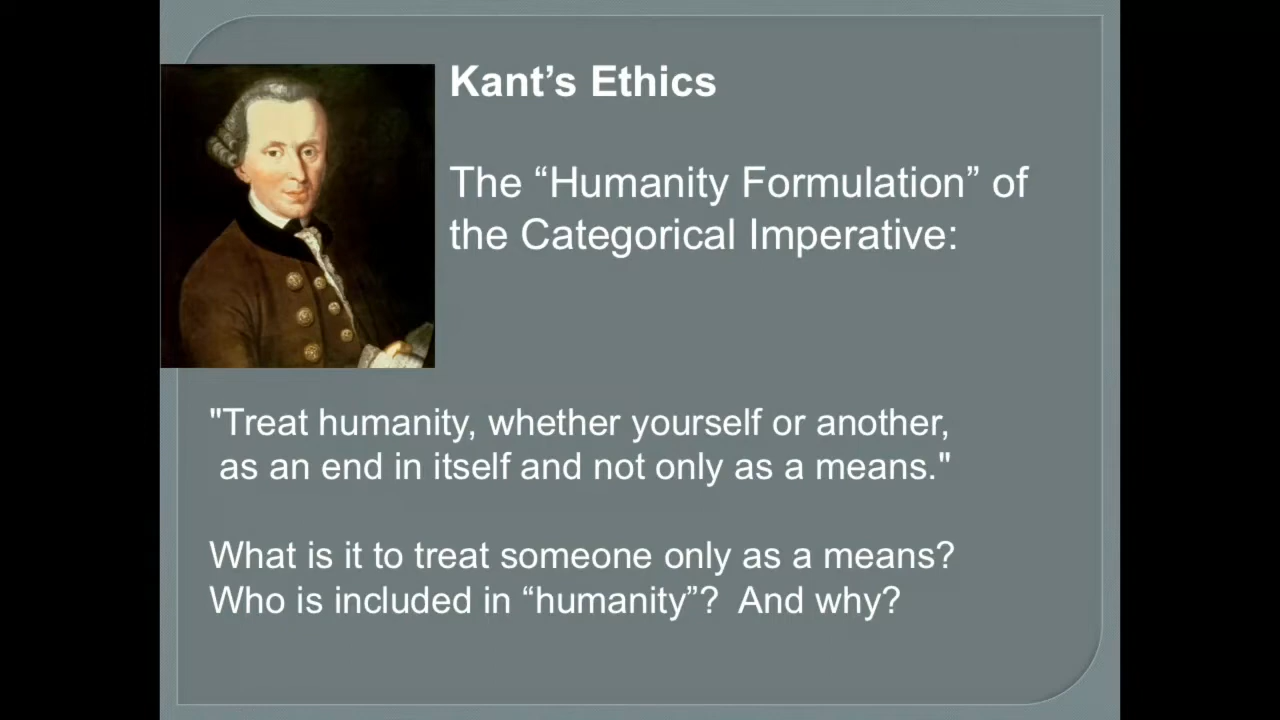 Kant’s Ethics
The “Humanity Formulation” of
the Categorical Imperative:
"Treat humanity, whether yourself or another,
as an end in itself and not only as a means."
What is it to treat someone only as a means?
Who is included in “humanity”?  And why?